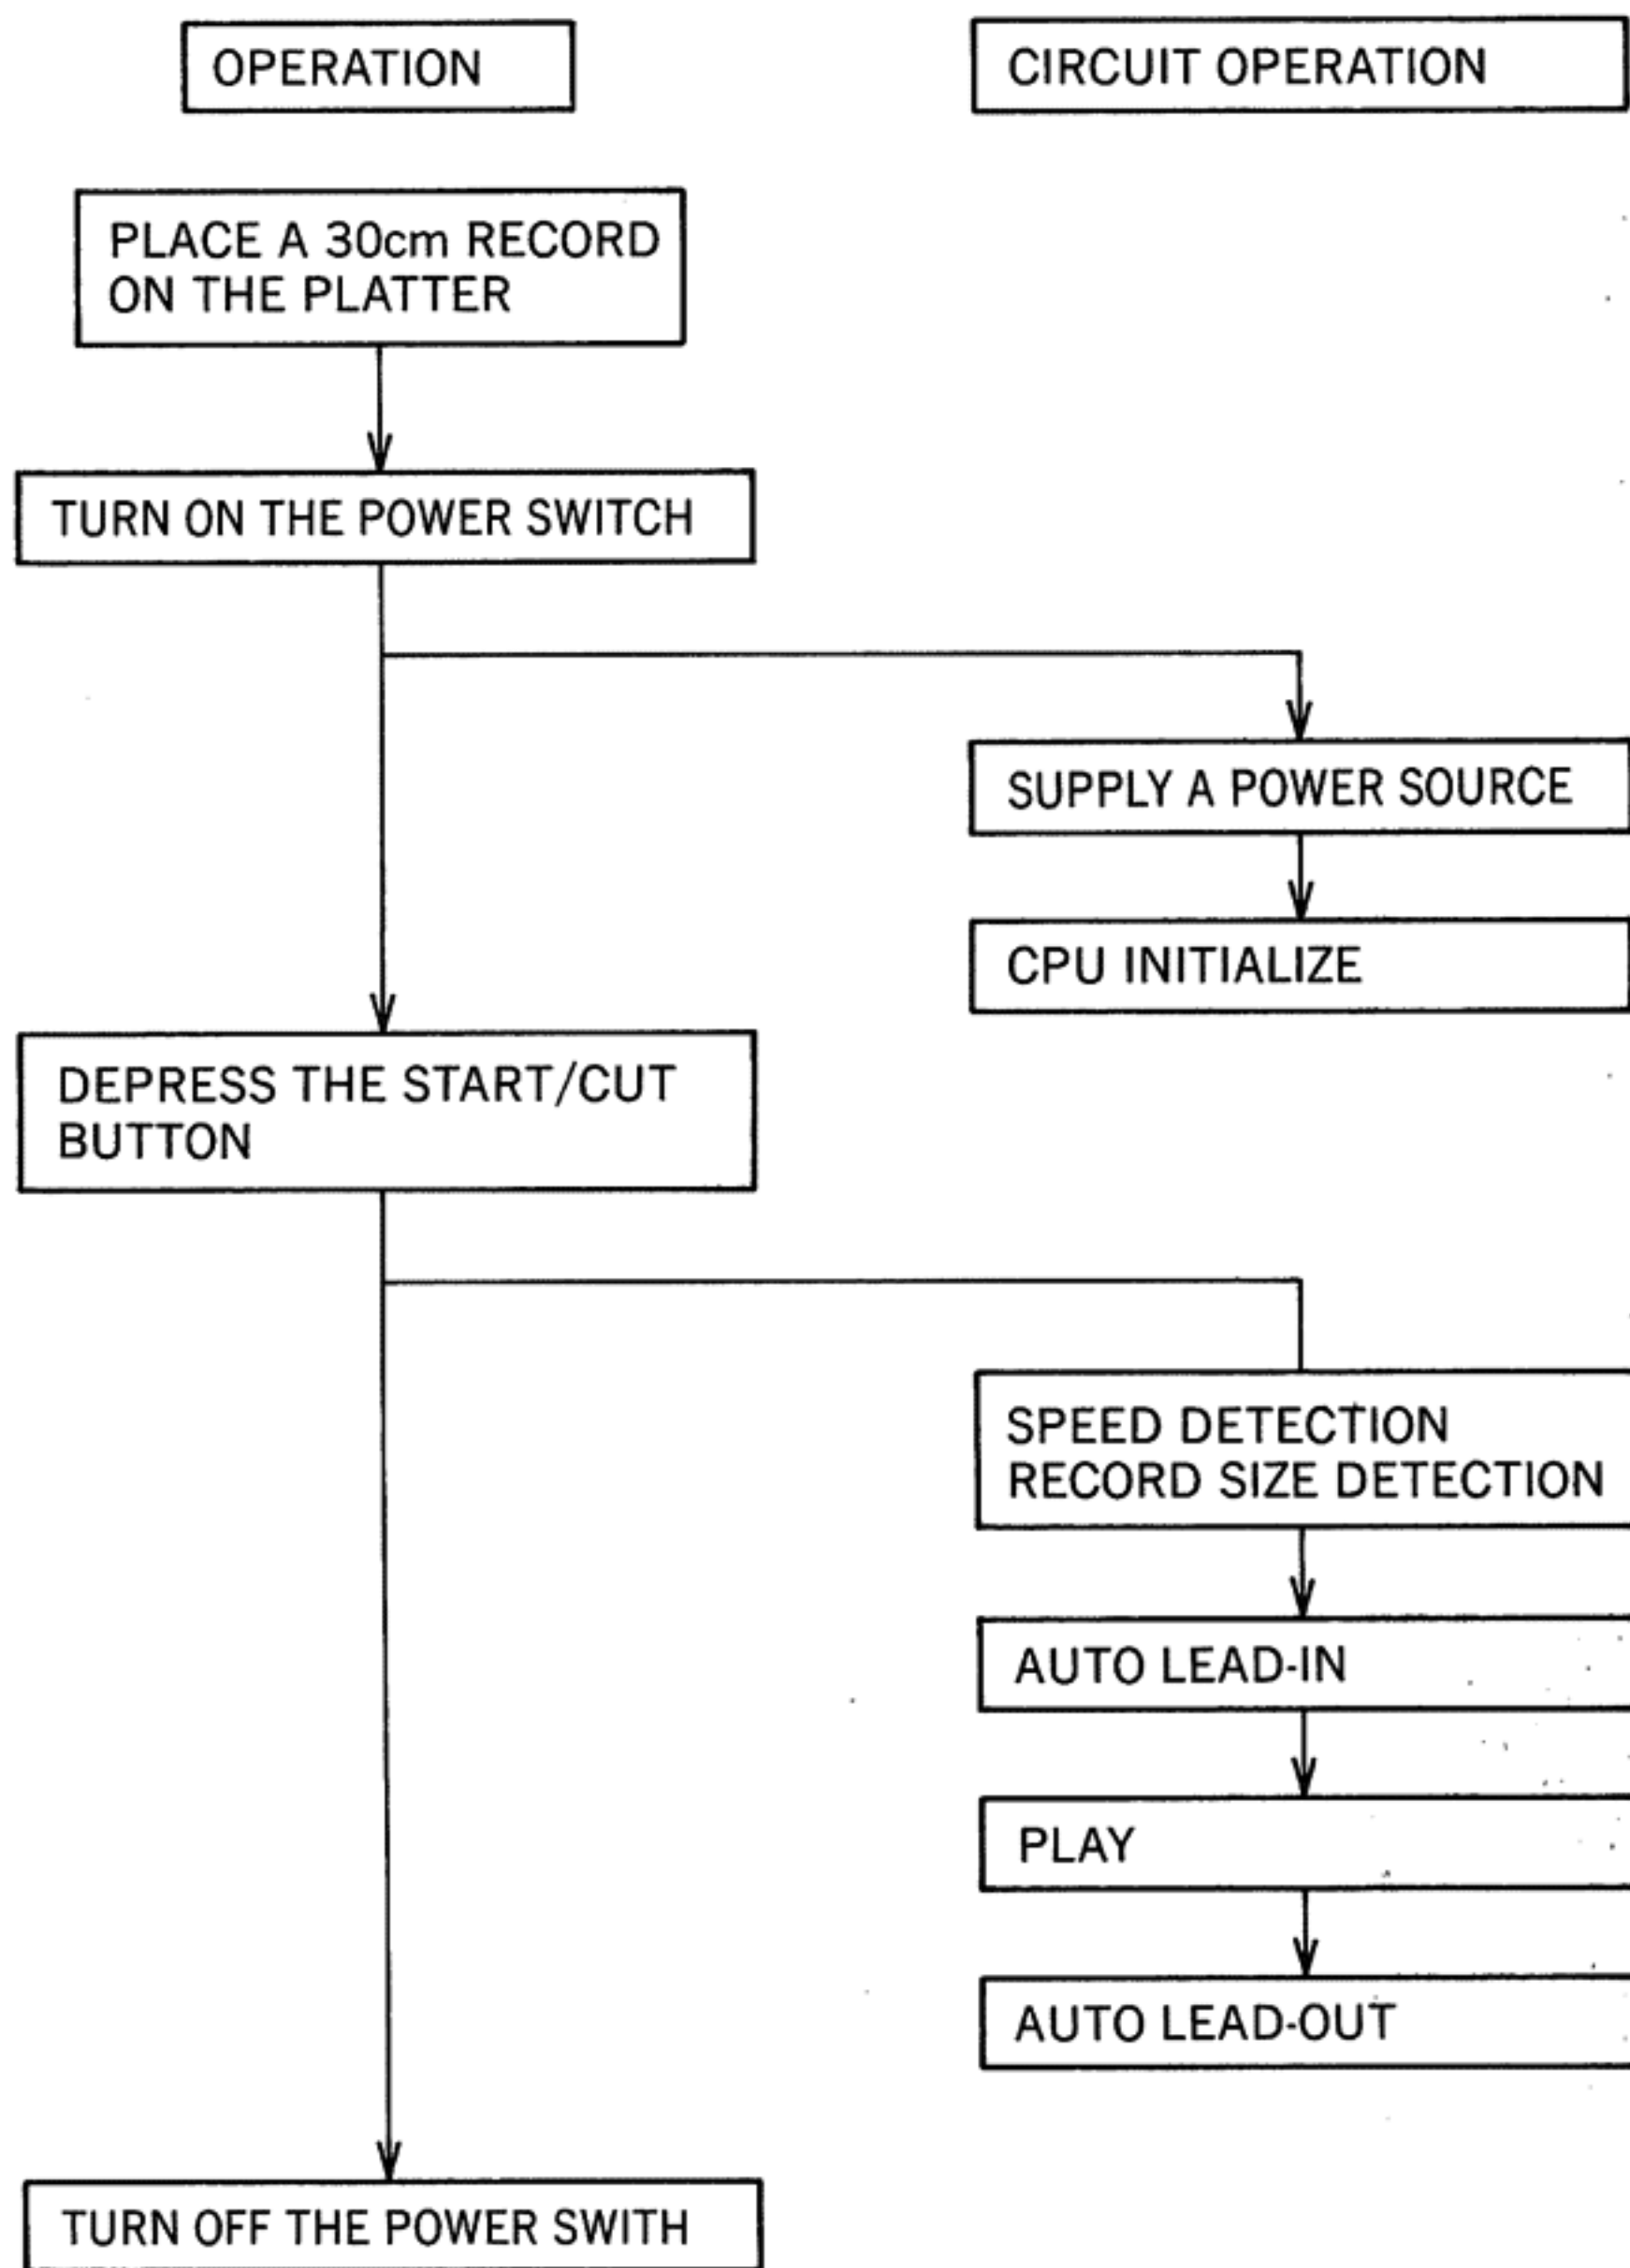 OPERATION
CIRCUIT OPERATION
PLACE A 30cm RECORD
ON THE PLATTER
TURN ON THE POWER SWITCH
SUPPLY A POWER SOURCE
CPU INITIALIZE
DEPRESS THE START/CUT
BUTTON
SPEED DETECTION
RECORD SIZE DETECTION
AUTO LEAD-IN
PLAY
AUTO LEAD-OUT
TURN OFF THE POWER SWITH